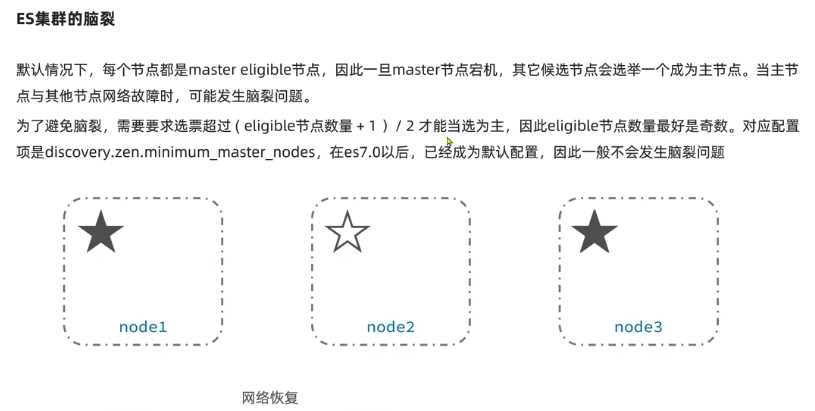 ES集群的脑裂
默认情况下，每个节点都是master eligible节点，因此一旦master节点宕机，其它候选节点会选举一个成为主节点。当主节
点与其他节点网络故障时，可能发生脑裂问题。
为了避免脑裂，需要要求选票超过 ( eligible节点数量 + 1 ）/ 2 才能当选为主，因此eligible节点数量最好是奇数。对应配置
项是discovery.zen.minimum_master_nodes，在es7.0以后，已经成为默认配置，因此一般不会发生脑裂问题
node1
node2
node3
网络恢复